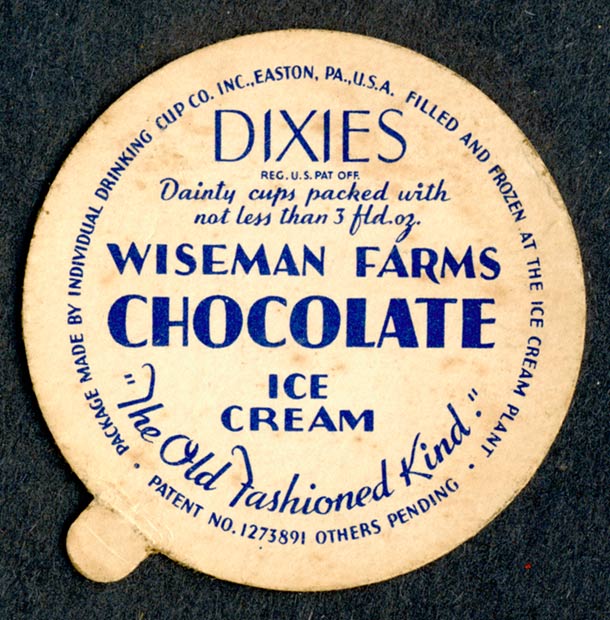 PACKAGE MADE BY INDIVIDUAL DRINKING CUP CO. INC., EASTON, PA., U.S.A. FILLED AND FROZEN AT THE ICE CREAM PLANT
DIXIES
REG. U.S. PAT OFF.
Dainty cups packed with
not less than 3 fld.oz.
WISEMAN FARMS
CHOCOLATE
ICE
CREAM
"The Old Fashioned Kind."
• PATENT NO. 1273891 OTHERS PENDING •